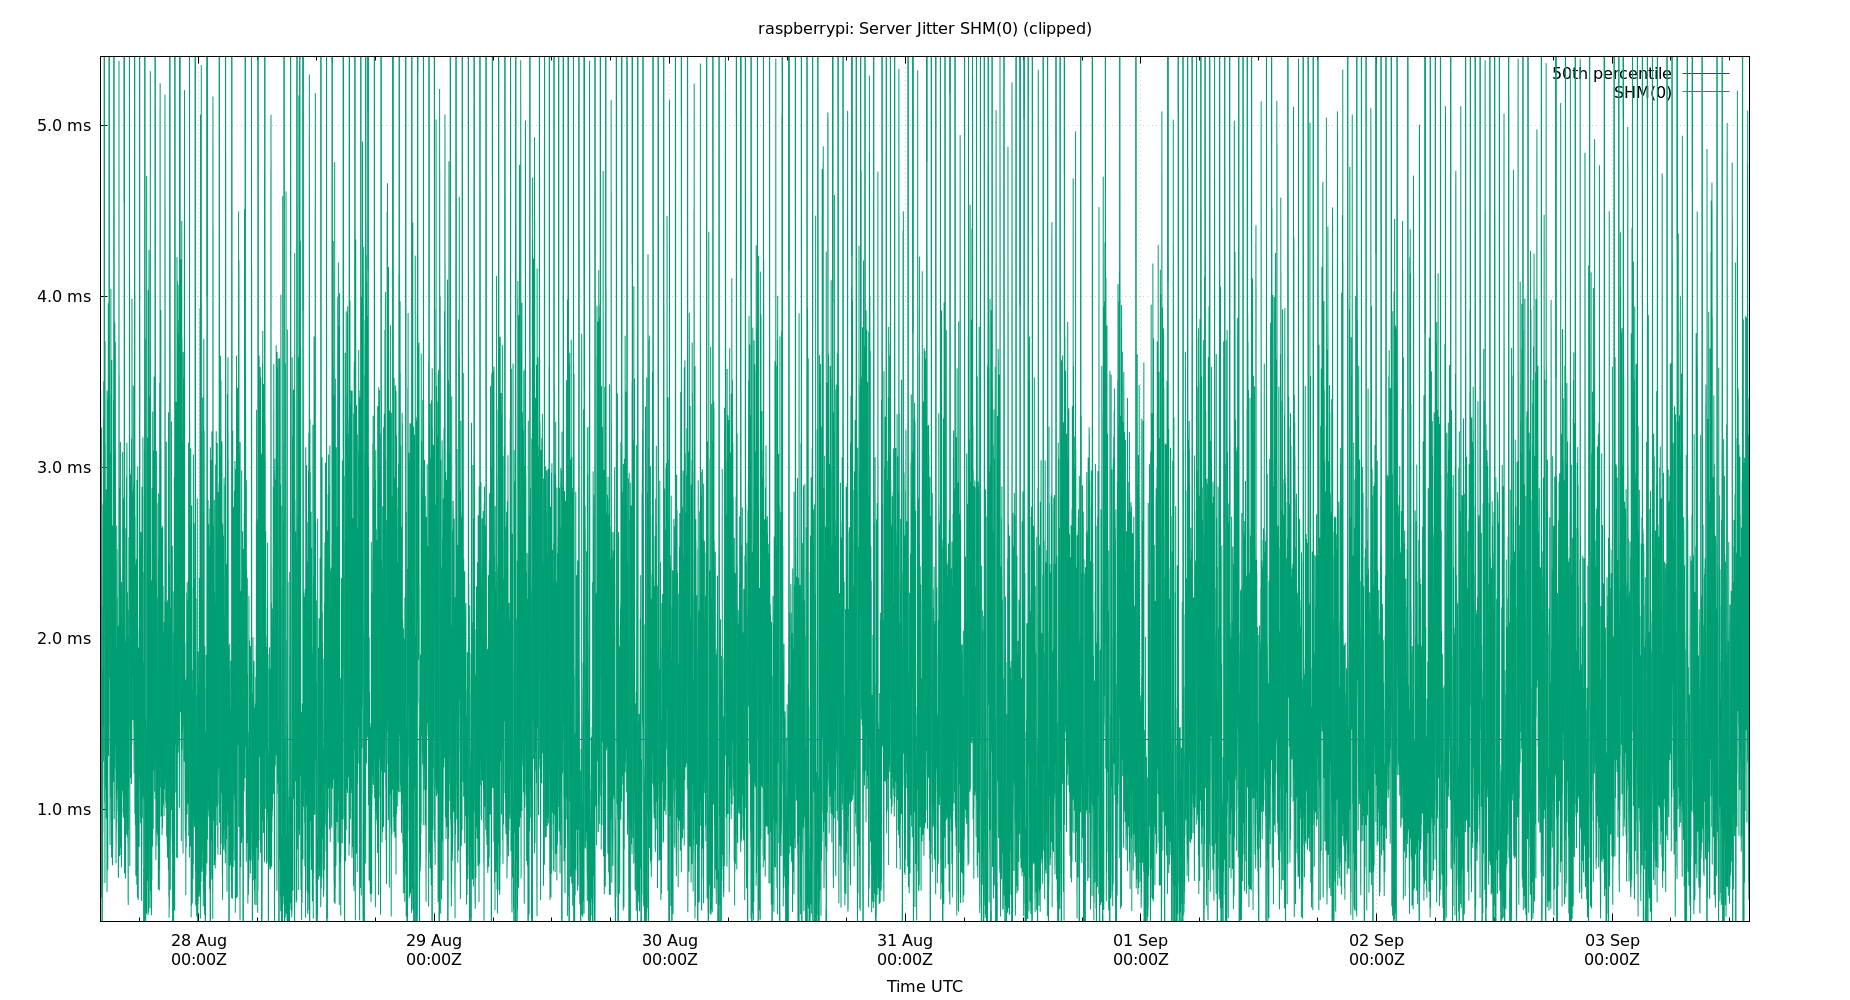 raspberrypi: Server Jitter SHM(0) (clipped)
50th percentile
SHM(0)
5.0 ms
4.0 ms
3.0 ms
2.0 ms
1.0 ms
28 Aug
00:00Z
29 Aug
00:00Z
30 Aug
00:00Z
31 Aug
00:00Z
01 Sep
00:00Z
02 Sep
00:00Z
03 Sep
00:00Z
Time UTC